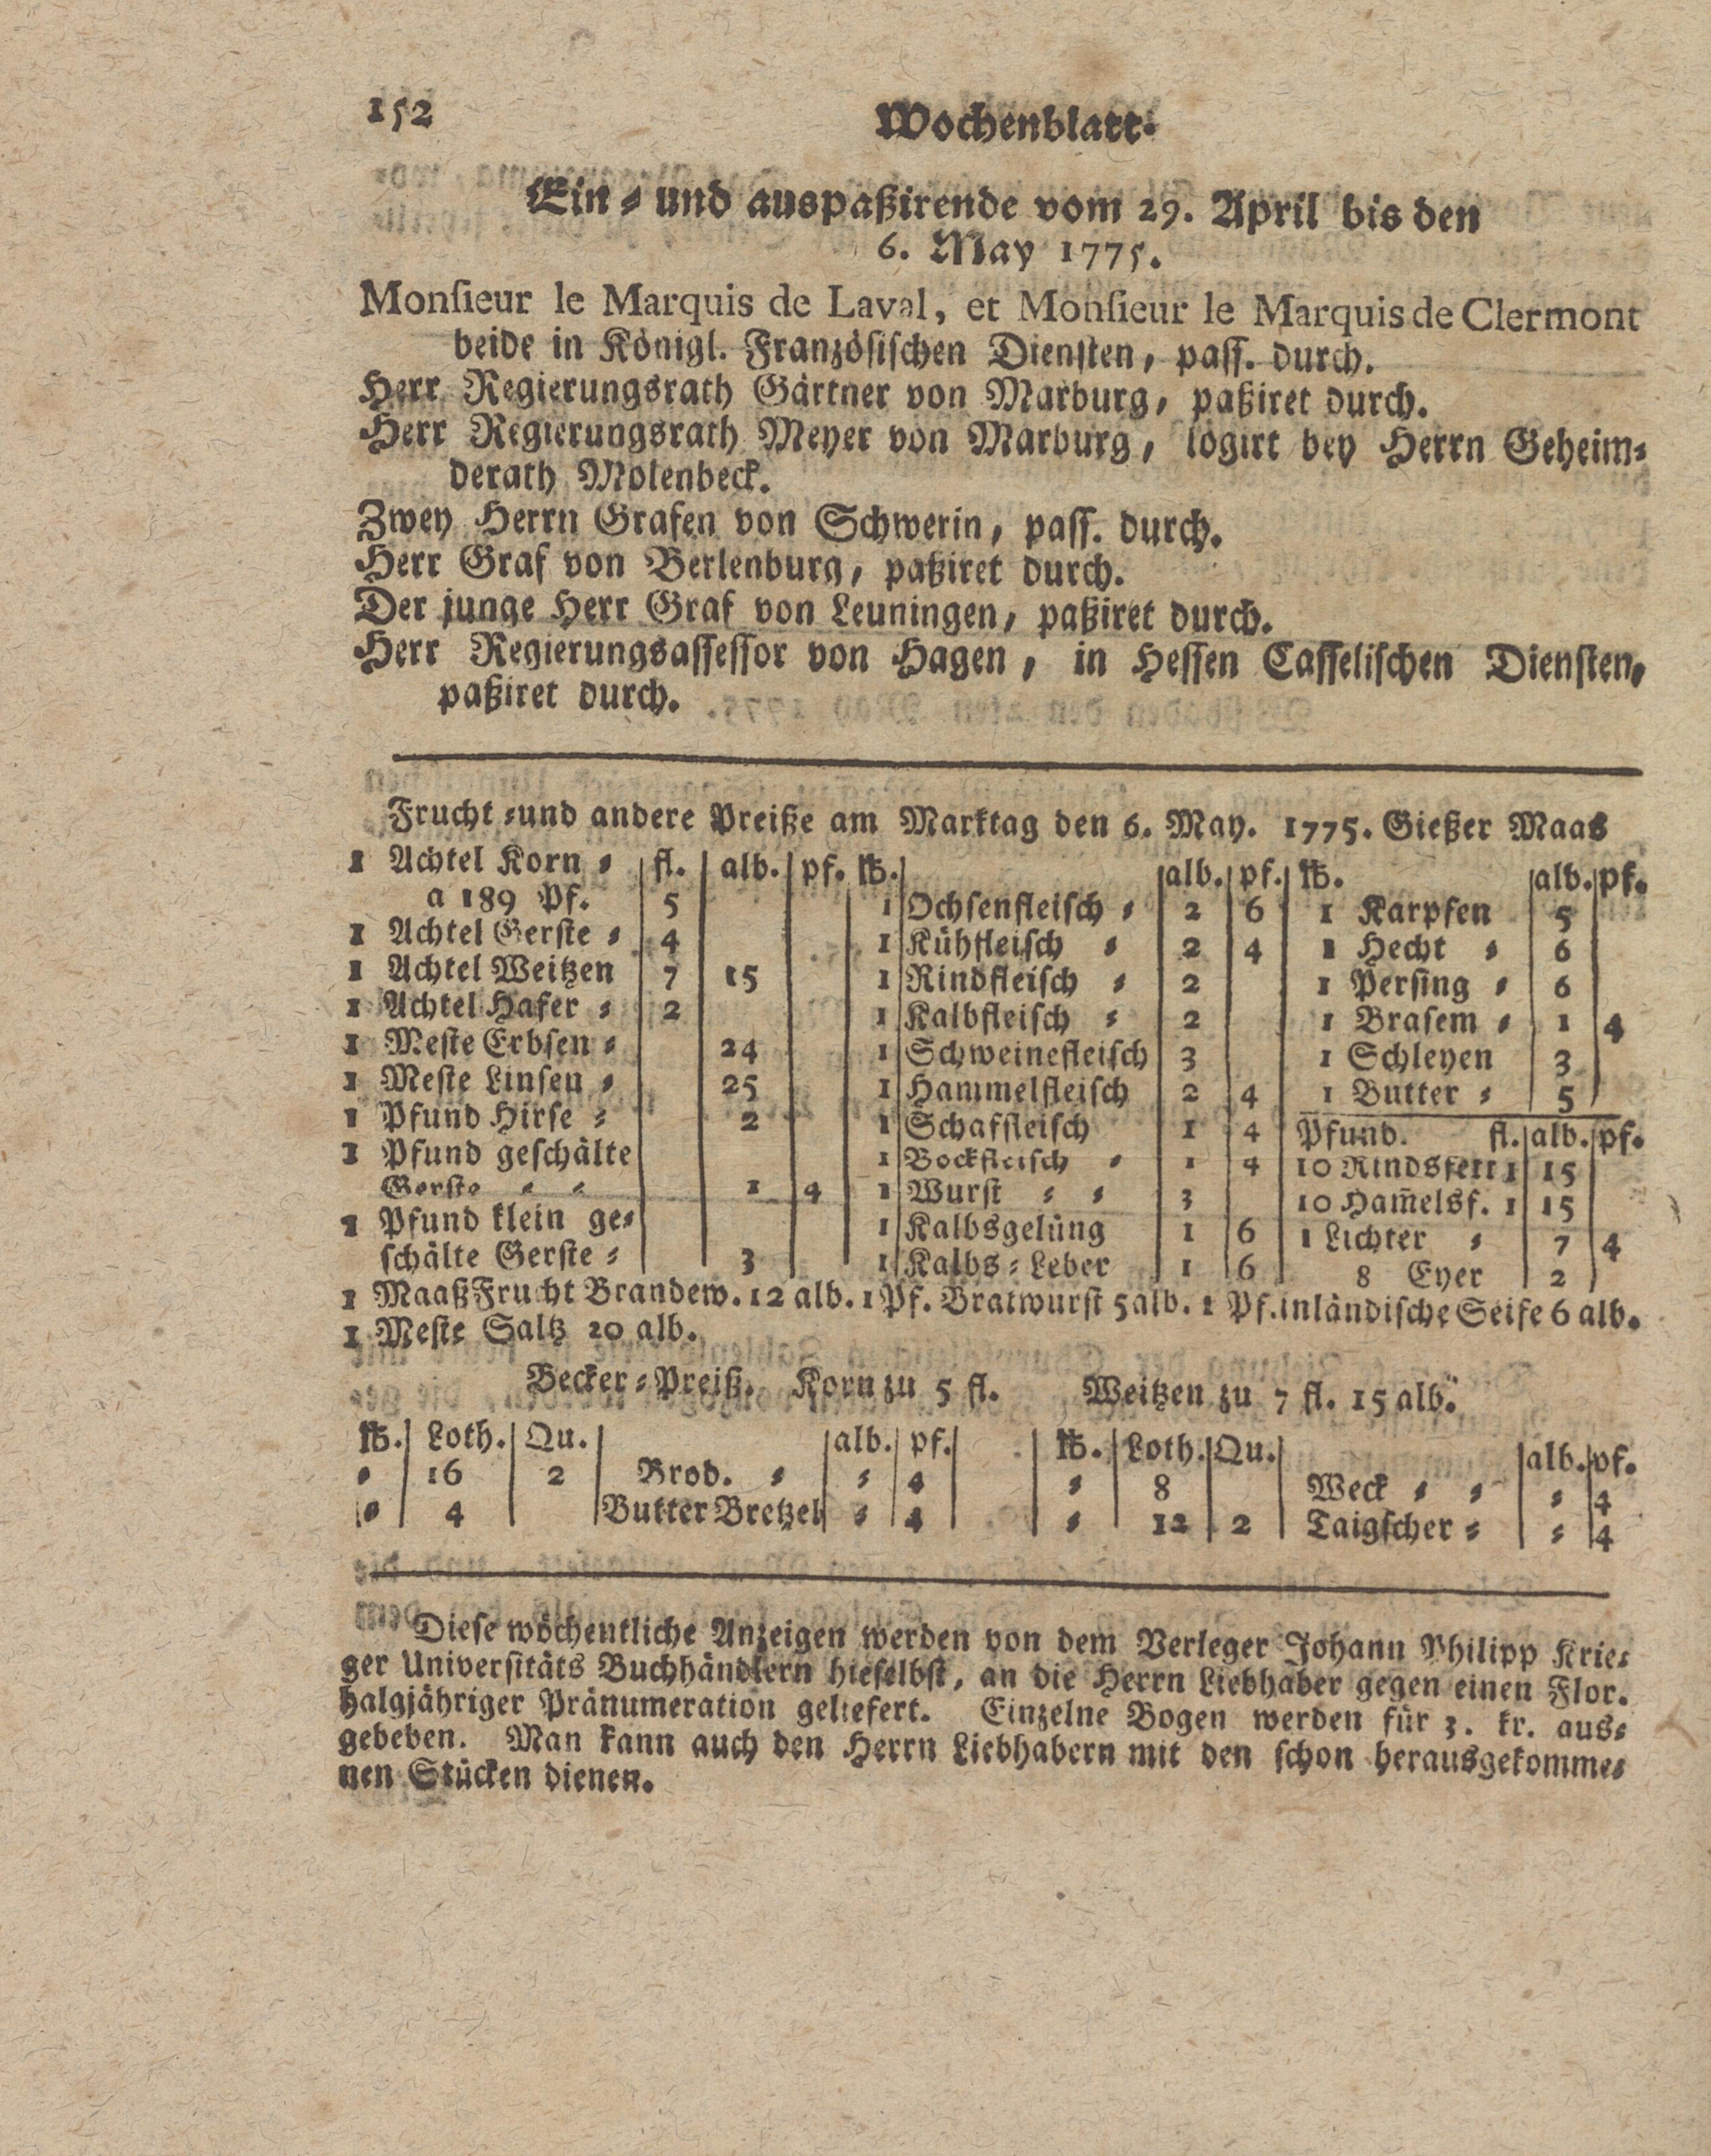 152 Wochenblatt.
Ein⸗ und auspaßirende vom 29. April bis den
6. May 1775.
Monſieur le Marquis de Laval, et Monſieur le Marquis de Clermont
beide in Königl. Französiſchen Dienſten, paſſ. durch.
Herr Regierungsrath Gärtner von Marburg, paßiret durch.
Herr Regierungsrath Meyer von Marburg, logirt bey Herrn Geheim⸗
derath Molenbeck.
Zwey Herrn Grafen von Schwerin, paſſ. durch.
Herr Graf von Berlenburg, paßiret durch.
Der junge Herr Graf von Leuningen, paßiret durch.
Herr Regierungsaſſeſſor von Hagen, in Heſſen Caſſeliſchen Dienſten,
paßiret durch.
Frucht⸗und andere Preiße am Marktag den 6. May. 1775. Gießer Maas
1 Achtel Korn ⸗ fl. alb. pf. ℔. alb. pf. ℔. alb. pf.
a 189 Pf. 5 1 Ochſenfleiſch ⸗ 2 6 1 Karpfen 5
1 Achtel Gerſte ⸗ 4 1 Kühfleiſch ⸗ 2 4 1 Hecht ⸗ 6
1 Achtel Weitzen 7 15 1 Rindfleiſch ⸗ 2 1 Perſing ⸗ 6
1 Achtel Hafer ⸗ 2 1 Kalbfleiſch ⸗ 2 1 Braſem ⸗ 1 4
1 Meſte Erbſen ⸗ 24 1 Schweinefleiſch 3 1 Schleyen 3
1 Meſte Linſen ⸗ 25 1 Hammelfleiſch 2 4 1 Butter ⸗ 5
1 Pfund Hirſe ⸗ 2 1 Schaffleiſch 1 4 Pfund. fl. alb. pf.
1 Pfund geſchälte 1 Bockfleiſch ⸗ 1 4 10 Rindsfett 1 15
Gerſte ⸗ ⸗ 1 4 1 Wurſt ⸗ ⸗ 3 10 Ham̃elsf. 1 15
1 Pfund klein ge⸗ 1 Kalbsgelüng 1 6 1 Lichter ⸗ 7 4
ſchälte Gerſte ⸗ 3 1 Kalbs⸗Leber 1 6 8 Eyer 2
1 Maaß Frucht Brandew. 12 alb. 1 Pf. Bratwurſt 5 alb. 1 Pf. inländiſche Seife 6 alb.
1 Meſte Saltz 20 alb.
Becker⸗Preiß. Korn zu 5 fl. Weitzen zu 7 fl. 15 alb.
℔. Loth. Qu. alb. pf. ℔. Loth. Qu. alb. pf.
⸗ 16 2 Brod. ⸗ ⸗ 4 ⸗ 8 Weck ⸗ ⸗ ⸗ 4
⸗ 4 Butter Bretzel ⸗ 4 ⸗ 12 2 Taigſcher ⸗ ⸗ 4
Dieſe wöchentliche Anzeigen werden von dem Verleger Johann Philipp Krie⸗
ger Univerſitäts Buchhändlern hieſelbſt, an die Herrn Liebhaber gegen einen Flor.
halgjähriger Pränumeration geliefert. Einzelne Bogen werden für 3. kr. aus⸗
gebeben. Man kann auch den Herrn Liebhabern mit den ſchon herausgekomme⸗
nen Stücken dienen.